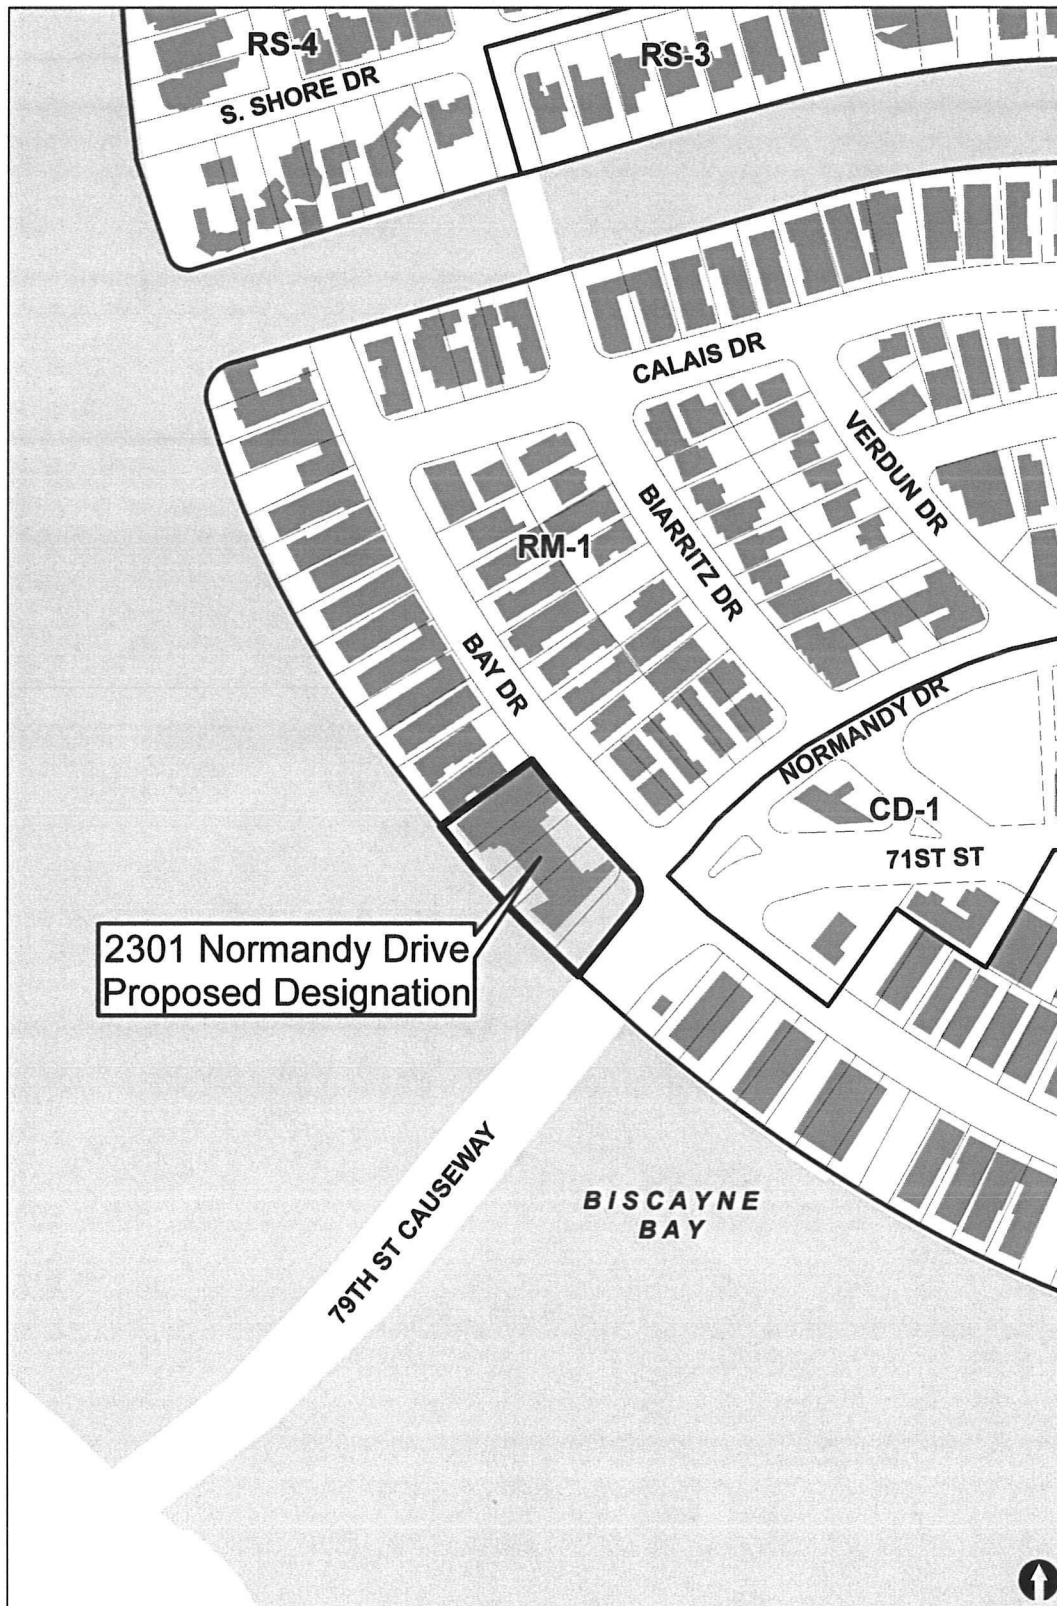 RS-4
RS-3
S. SHORE DR
CALAIS DR
VERDUN DR
BIARRITZ DR
RM-1
BAY DR
NORMANDY DR
CD-1
71ST ST
2301 Normandy Drive
Proposed Designation
79TH ST CAUSEWAY
BISCAYNE
BAY